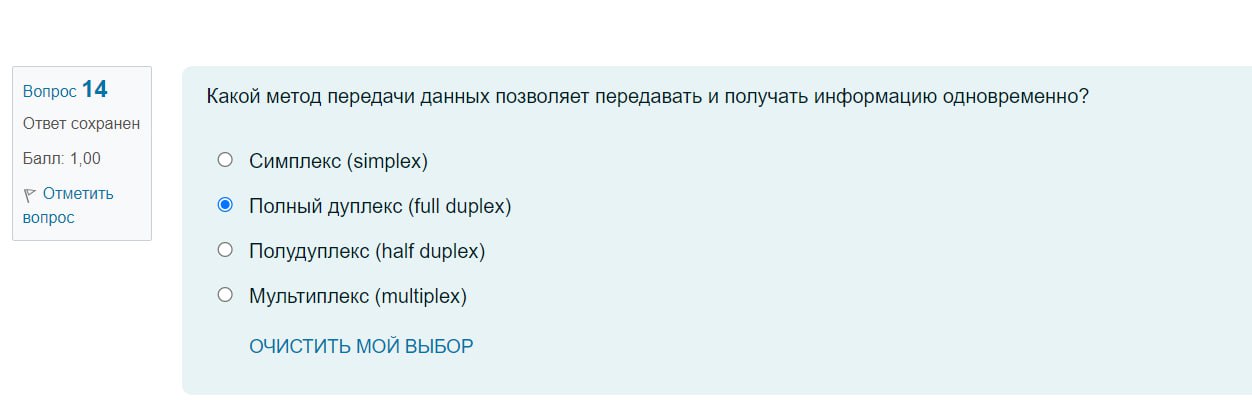 Вопрос 14
Ответ сохранен
Балл: 1,00
Отметить
вопрос
Какой метод передачи данных позволяет передавать и получать информацию одновременно?
Симплекс (simplex)
Полный дуплекс (full duplex)
Полудуплекс (half duplex)
Мультиплекс (multiplex)
ОЧИСТИТЬ МОЙ ВЫБОР